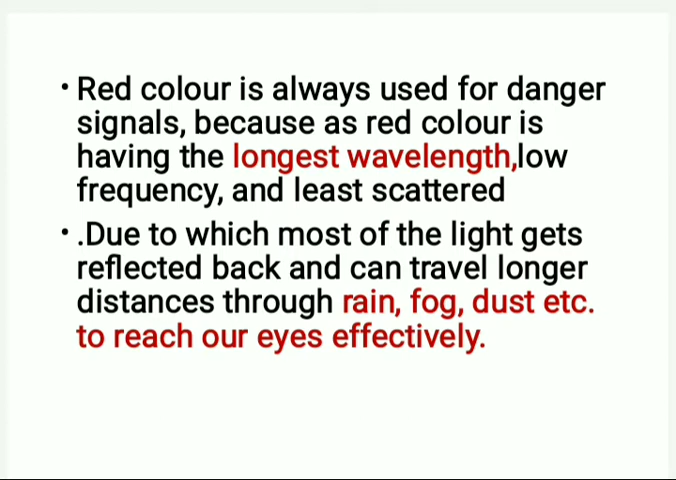 • Red colour is always used for danger
signals, because as red colour is
having the longest wavelength,low
frequency, and least scattered
• .Due to which most of the light gets
reflected back and can travel longer
distances through rain, fog, dust etc.
to reach our eyes effectively.